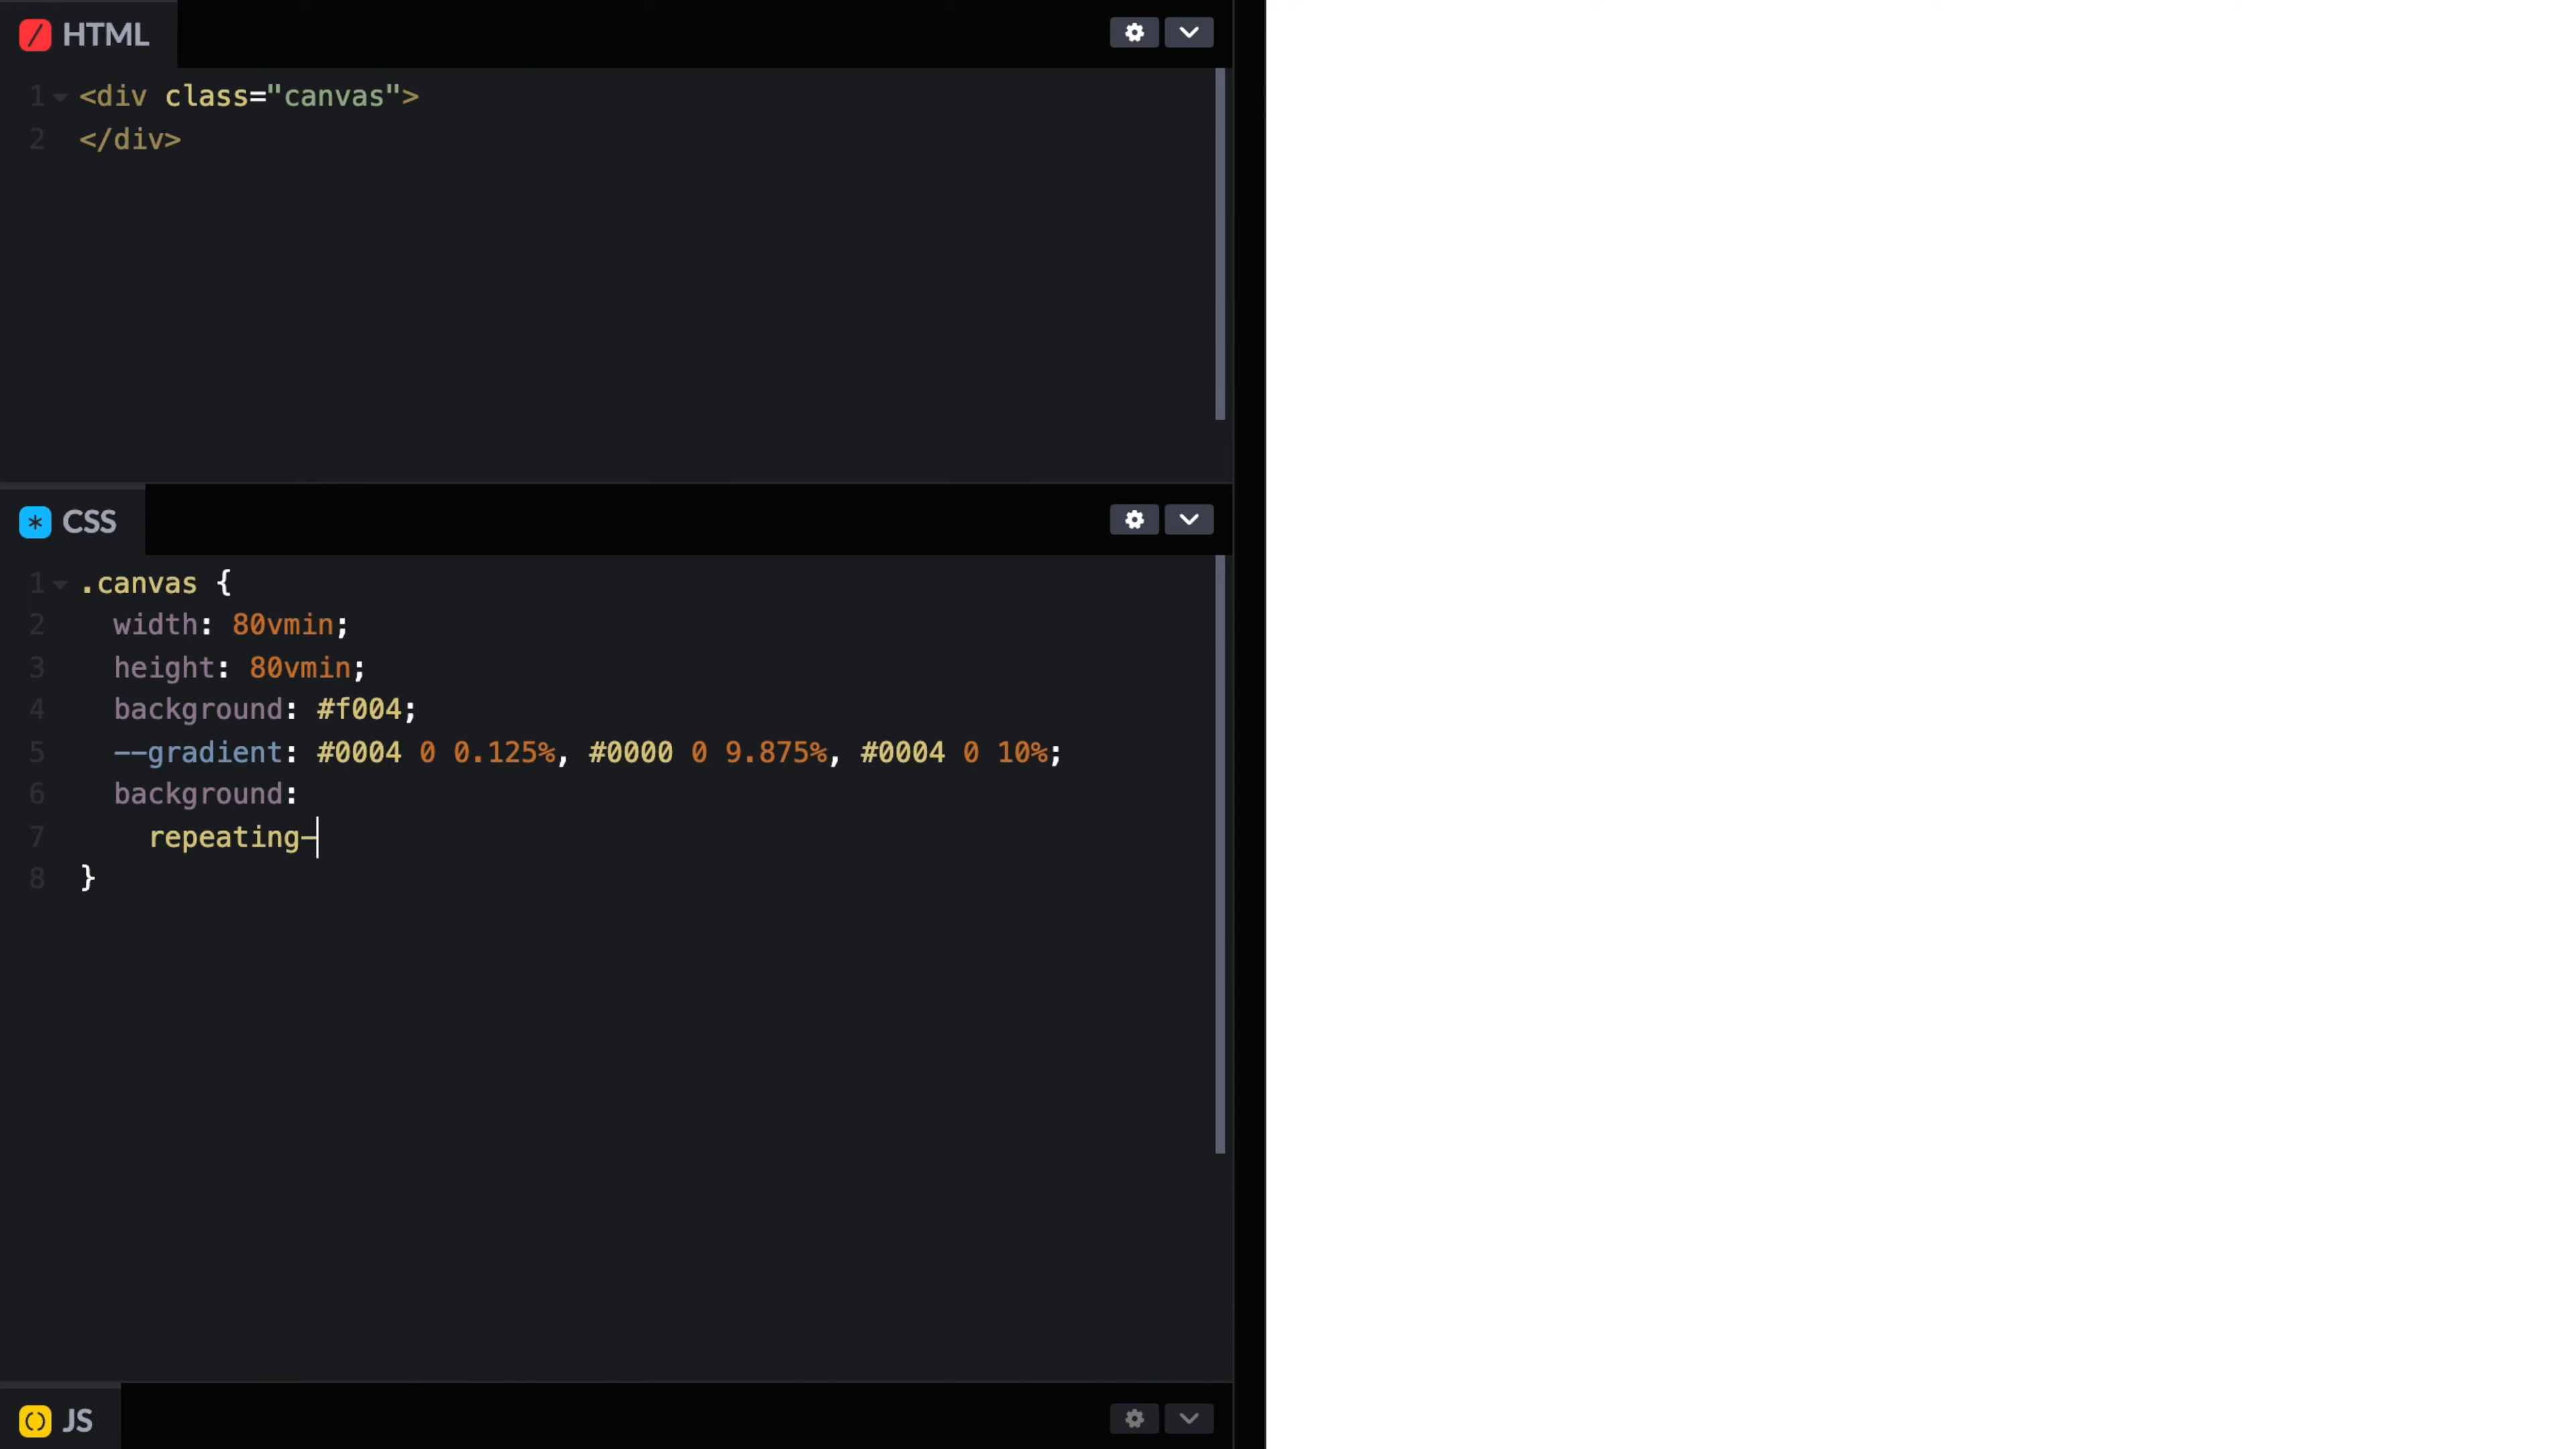 HTML
1 <div class="canvas">
2 </div>
CSS
1 .canvas {
2 width: 80vmin;
3 height: 80vmin;
4 background: #f004;
5 --gradient: #0004 0 0.125%, #0000 0 9.875%, #0004 0 10%;
6 background:
7 repeating-
8 }
JS